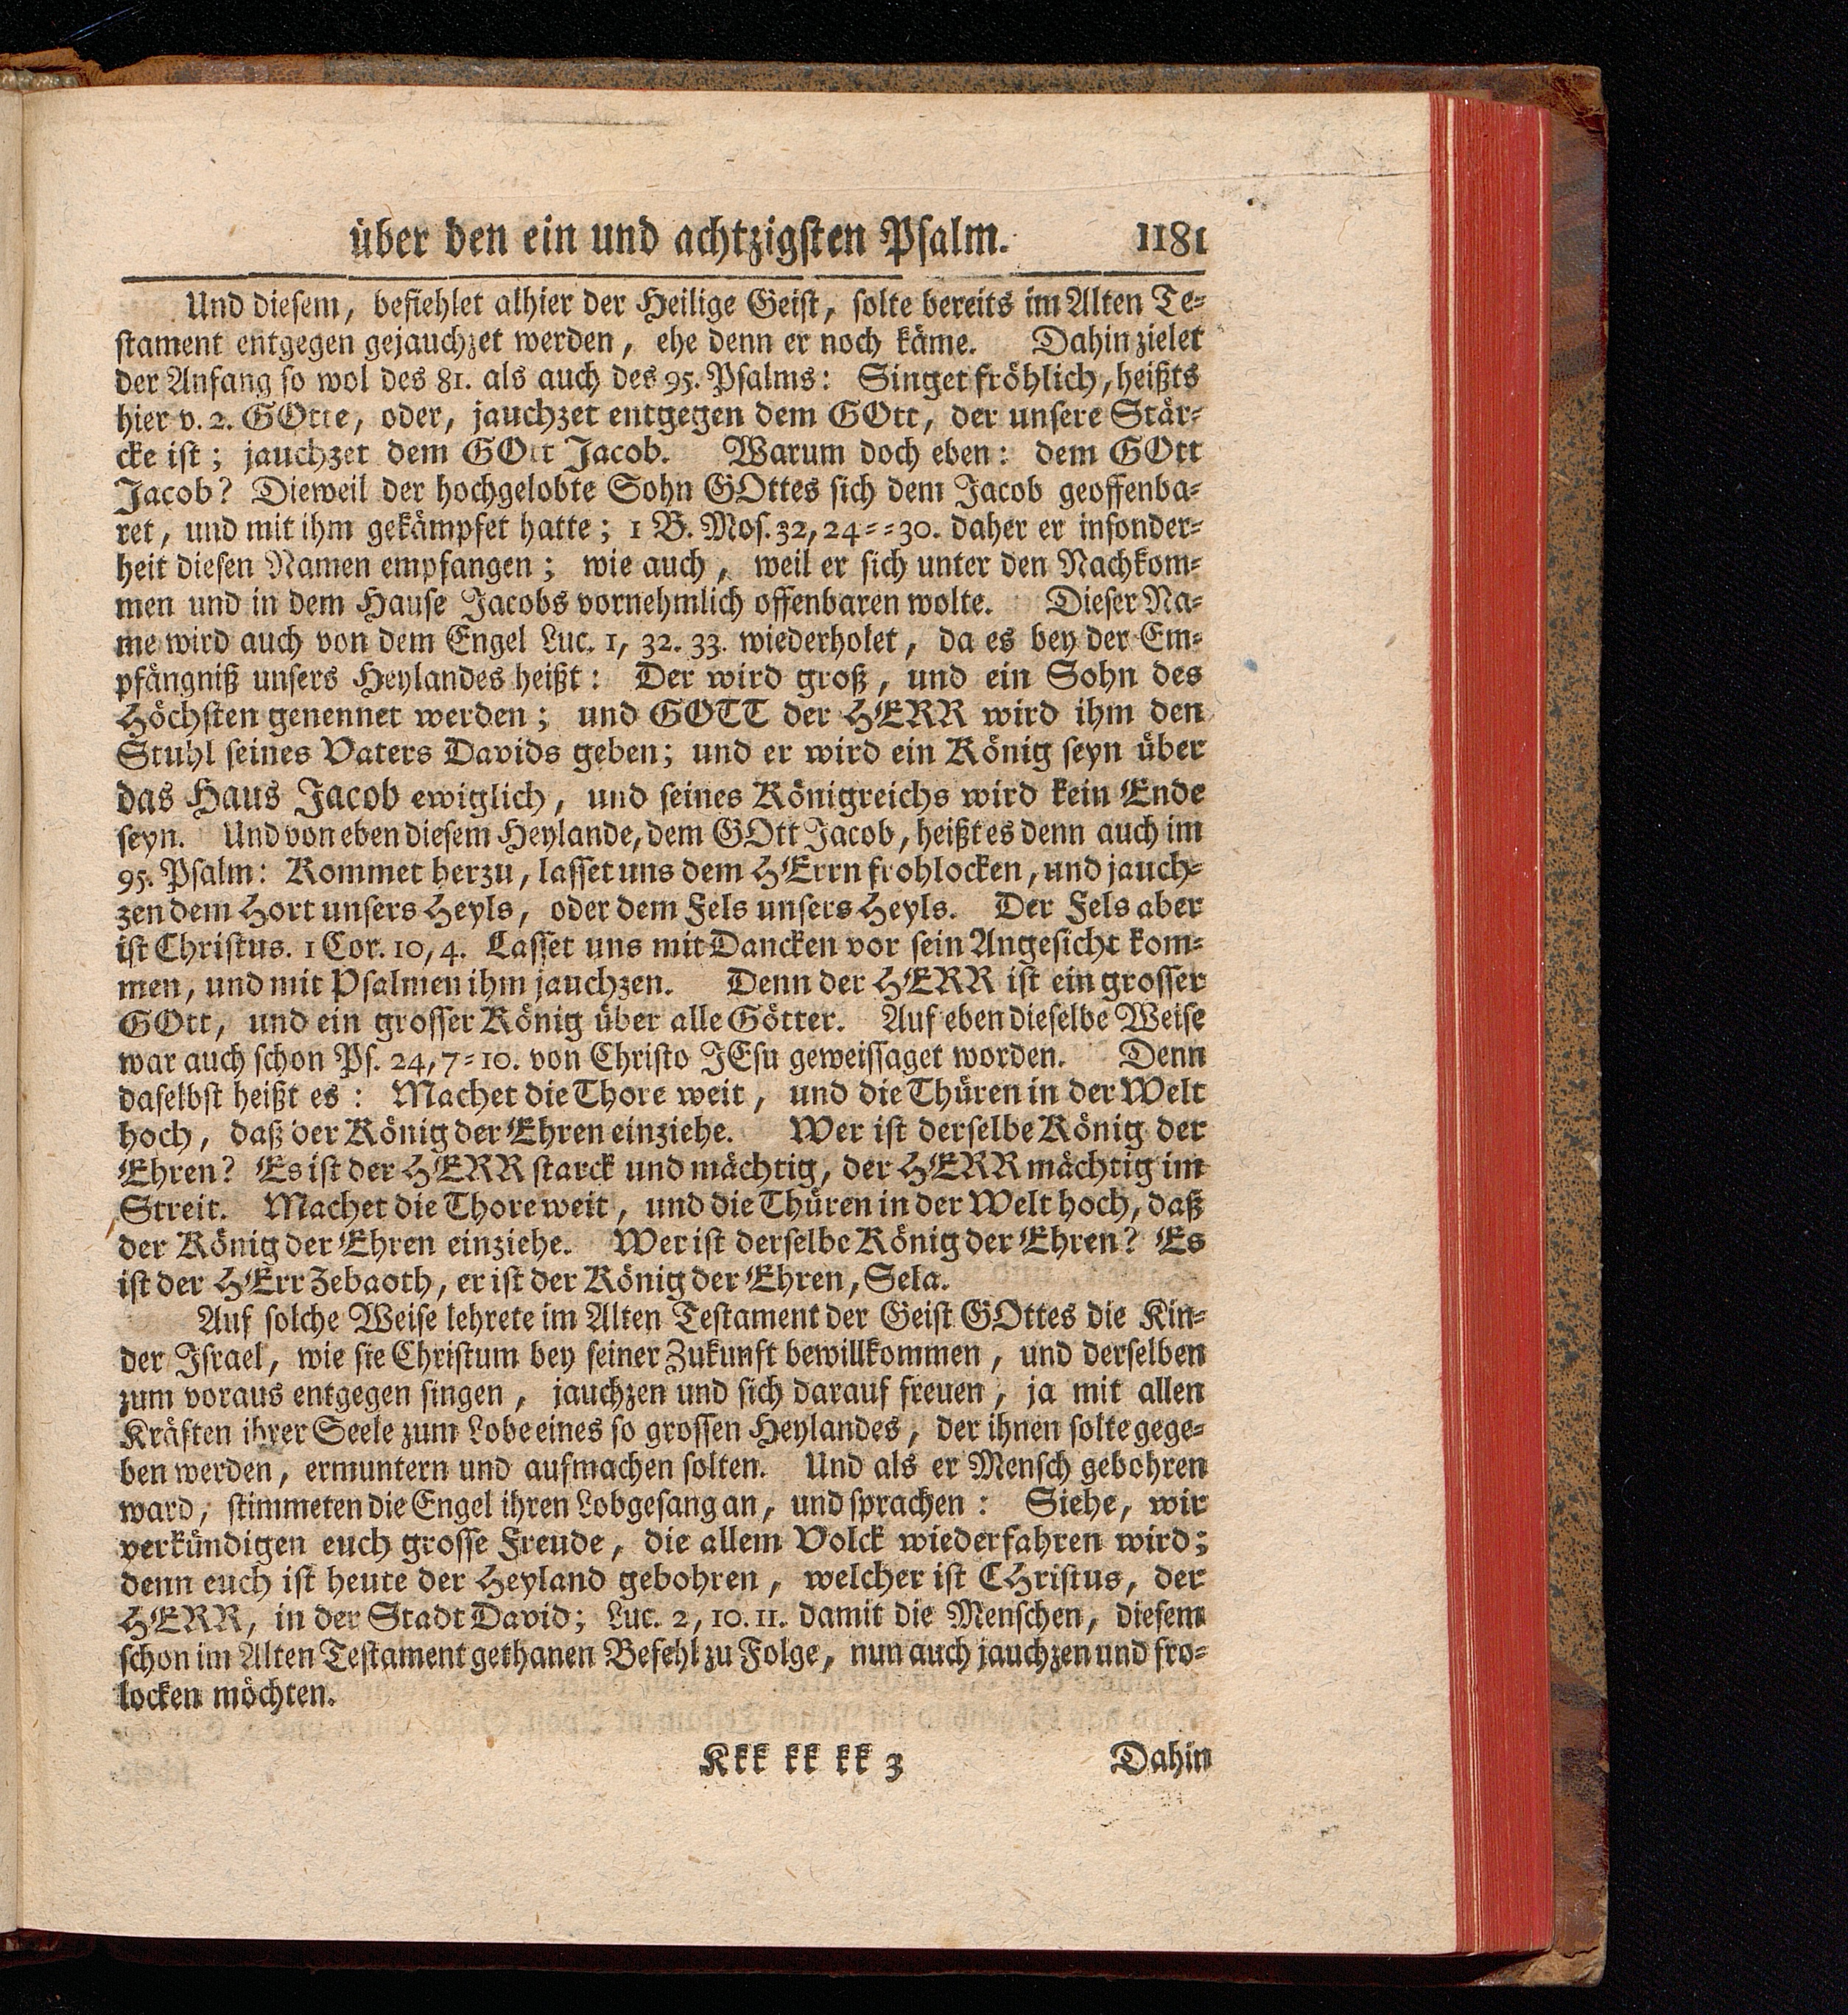 über den ein und achtzigsten Psalm. 1181
Und diesem, befiehlet alhier der Heilige Geist, solte bereits im Alten Te-
stament entgegen gejauchzet werden, ehe denn er noch käme. Dahin zielet
der Anfang so wol des 81. als auch des 95. Psalms: Singet fröhlich, heißts
hier v. 2. GOtte, oder, jauchzet entgegen dem GOtt, der unsere Stär-
cke ist; jauchzet dem GOtt Jacob. Warum doch eben: dem GOtt
Jacob? Dieweil der hochgelobte Sohn GOttes sich dem Jacob geoffenba-
ret, und mit ihm gekämpfet hatte; 1 B. Mos. 32, 24--30. daher er insonder-
heit diesen Namen empfangen; wie auch, weil er sich unter den Nachkom-
men und in dem Hause Jacobs vornehmlich offenbaren wolte. Dieser Na-
me wird auch von dem Engel Luc. 1, 32. 33. wiederholet, da es bey der Em-
pfängniß unsers Heylandes heißt: Der wird groß, und ein Sohn des
Höchsten genennet werden; und GOTT der HERR wird ihm den
Stuhl seines Vaters Davids geben; und er wird ein König seyn über
das Haus Jacob ewiglich, und seines Königreichs wird kein Ende
seyn. Und von eben diesem Heylande, dem GOtt Jacob, heißt es denn auch im
95. Psalm: Kommet herzu, lasset uns dem HErrn frohlocken, und jauch-
zen dem Hort unsers Heyls, oder dem Fels unsers Heyls. Der Fels aber
ist Christus. 1 Cor. 10, 4. Lasset uns mit Dancken vor sein Angesicht kom-
men, und mit Psalmen ihm jauchzen. Denn der HERR ist ein grosser
GOtt, und ein grosser König über alle Götter. Auf eben dieselbe Weise
war auch schon Ps. 24, 7-10. von Christo JEsu geweissaget worden. Denn
daselbst heißt es: Machet die Thore weit, und die Thüren in der Welt
hoch, daß der König der Ehren einziehe. Wer ist derselbe König der
Ehren? Es ist der HERR starck und mächtig, der HERR mächtig im
Streit. Machet die Thore weit, und die Thüren in der Welt hoch, daß
der König der Ehren einziehe. Wer ist derselbe König der Ehren? Es
ist der HErr Zebaoth, er ist der König der Ehren, Sela.
Auf solche Weise lehrete im Alten Testament der Geist GOttes die Kin-
der Israel, wie sie Christum bey seiner Zukunft bewillkommen, und derselben
zum voraus entgegen singen, jauchzen und sich darauf freuen, ja mit allen
Kräften ihrer Seele zum Lobe eines so grossen Heylandes, der ihnen solte gege-
ben werden, ermuntern und aufmachen solten. Und als er Mensch gebohren
ward, stimmeten die Engel ihren Lobgesang an, und sprachen: Siehe, wir
verkündigen euch grosse Freude, die allem Volck wiederfahren wird;
denn euch ist heute der Heyland gebohren, welcher ist CHristus, der
HERR, in der Stadt David; Luc. 2, 10. 11. damit die Menschen, diesem
schon im Alten Testament gethanen Befehl zu Folge, nun auch jauchzen und fro-
locken möchten.
Kkk kk kk 3 Dahin